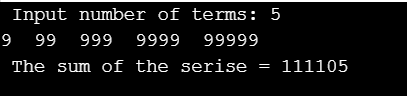 Input number of terms: 5
9 99 999 9999 99999
The sum of the serise = 111105